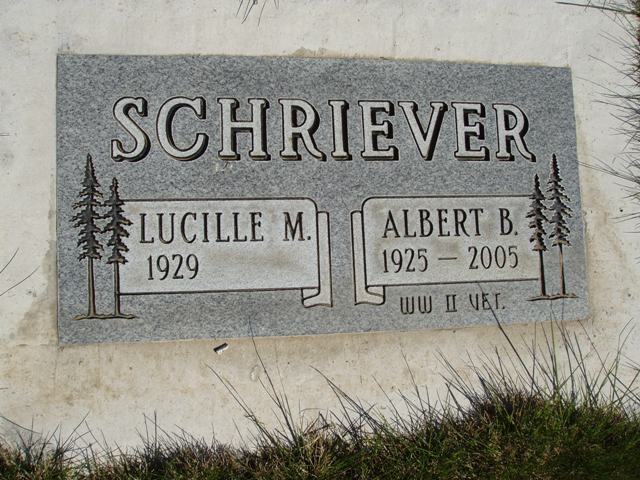 SCHRIEVER
LUCILLE M.
1929
ALBERT B.
1925 — 2005
WW II VET.